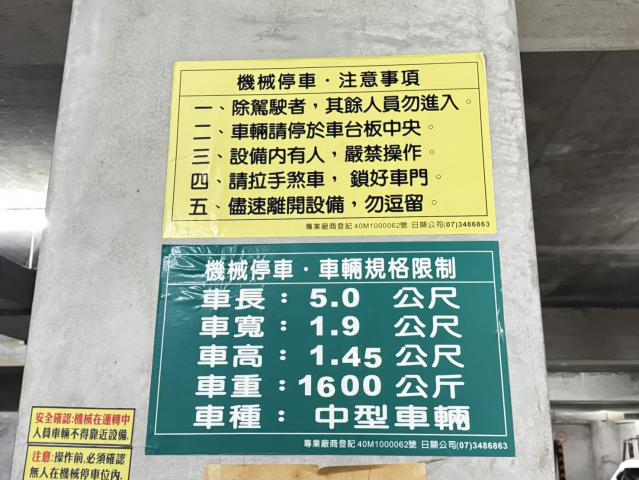 機械停車・注意事項
一、除駕駛者，其餘人員勿進入。
二、車輛請停於車台板中央。
三、設備內有人，嚴禁操作。
四、請拉手煞車，鎖好車門。
五、儘速離開設備，勿逗留。
專業廠商登記40M1000062號 日顯公司(07)3486863
機械停車・車輛規格限制
車長：5.0 公尺
車寬：1.9 公尺
車高：1.45 公尺
車重：1600 公斤
車種：中型車輛
專業廠商登記40M1000062號 日顯公司(07)3486863
安全確認:機械在運轉中
人員車輛不得靠近設備.
注意:操作前,必須確認
無人在機械停車位內.